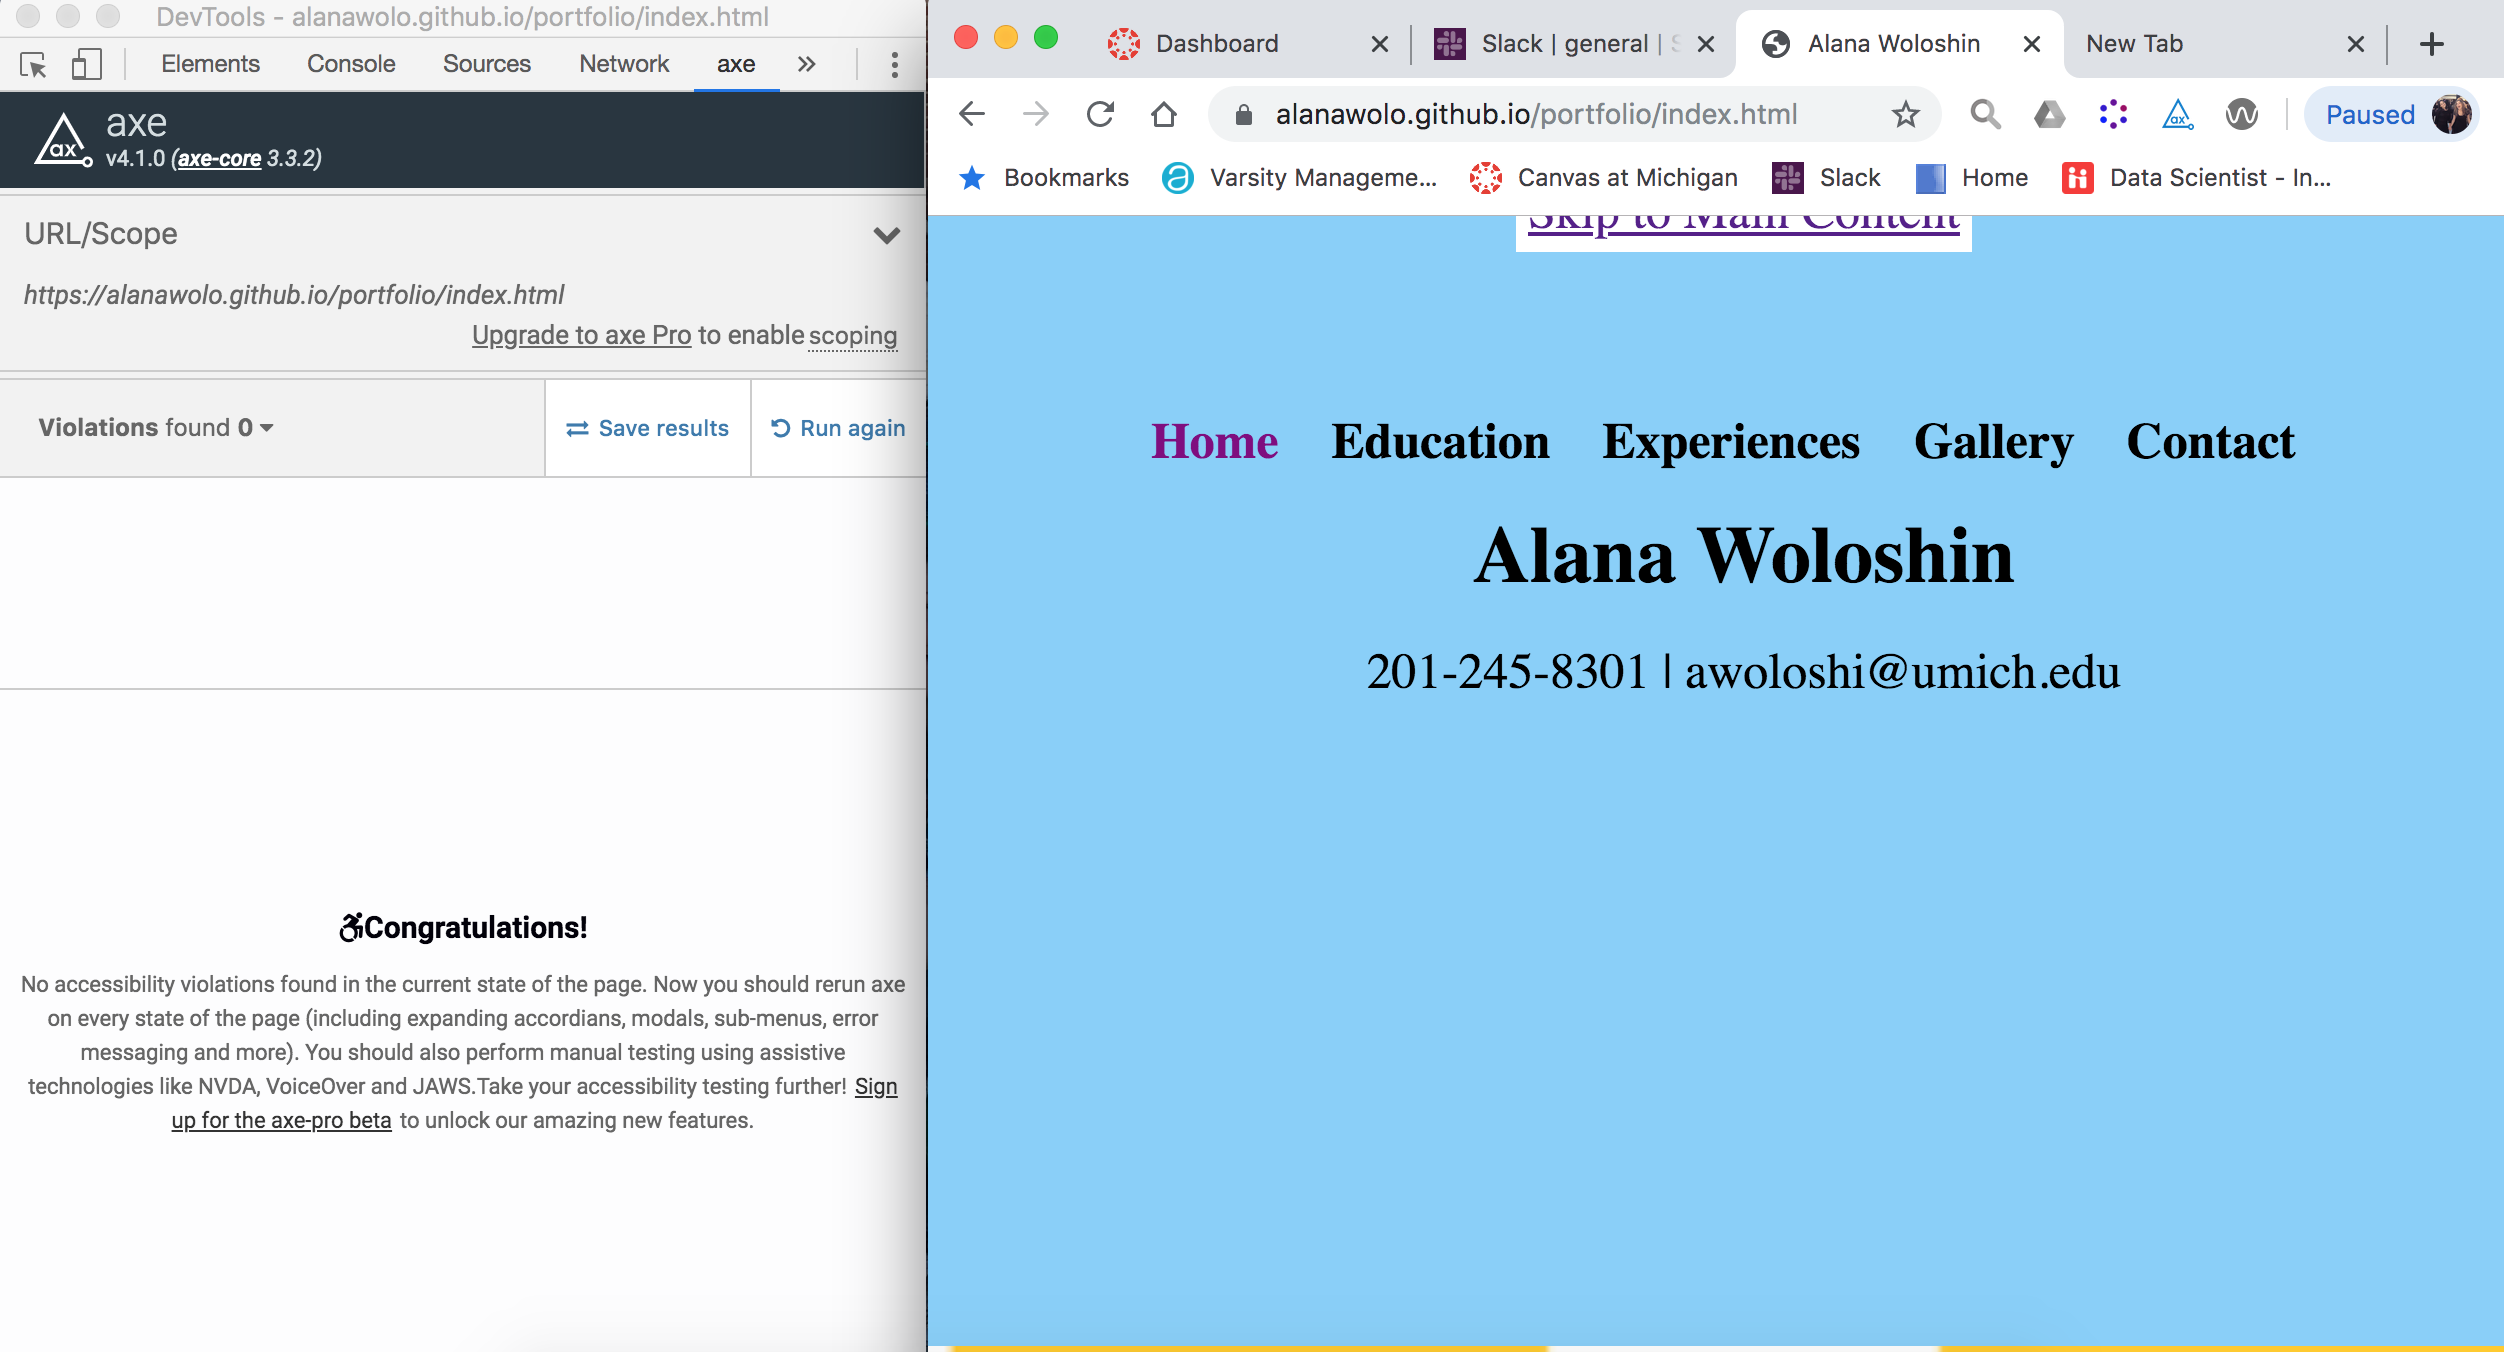 DevTools - alanawolo.github.io/portfolio/index.html
Elements Console Sources Network axe
axe
v4.1.0 (axe-core 3.3.2)
URL/Scope
https://alanawolo.github.io/portfolio/index.html
Upgrade to axe Pro to enable scoping
Violations found 0
Save results
Run again
Congratulations!
No accessibility violations found in the current state of the page. Now you should rerun axe
on every state of the page (including expanding accordians, modals, sub-menus, error
messaging and more). You should also perform manual testing using assistive
technologies like NVDA, VoiceOver and JAWS.Take your accessibility testing further! Sign
up for the axe-pro beta to unlock our amazing new features.
Dashboard Slack | general | S Alana Woloshin New Tab
alanawolo.github.io/portfolio/index.html
Paused
Bookmarks Varsity Manageme... Canvas at Michigan Slack Home Data Scientist - In...
Skip to Main Content
Home Education Experiences Gallery Contact
Alana Woloshin
201-245-8301 | awoloshi@umich.edu